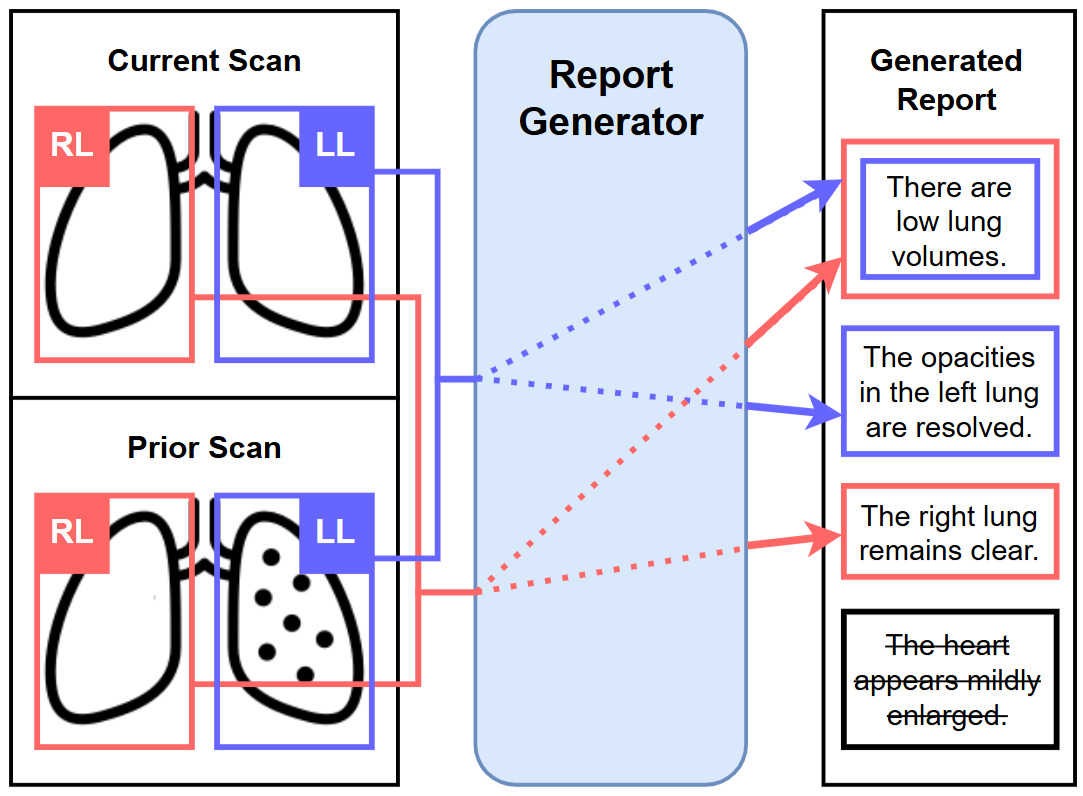 Current Scan
RL
LL
Prior Scan
RL
LL
Report
Generator
Generated
Report
There are
low lung
volumes.
The opacities
in the left lung
are resolved.
The right lung
remains clear.
The heart
appears mildly
enlarged.